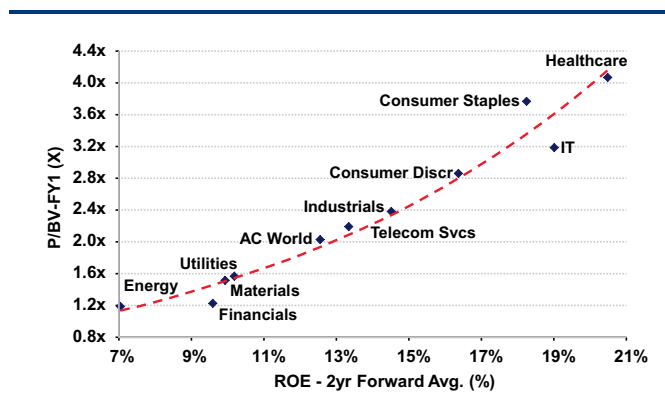 4.4x
Healthcare
4.0x
Consumer Staples
3.6x
3.2x
IT
2.8x
Consumer Discr
2.4x
Industrials
Telecom Svcs
2.0x
AC World
1.6x
Utilities
Materials
Energy
1.2x
Financials
0.8x
P/BV-FY1 (X)
7% 9% 11% 13% 15% 17% 19% 21%
ROE - 2yr Forward Avg. (%)